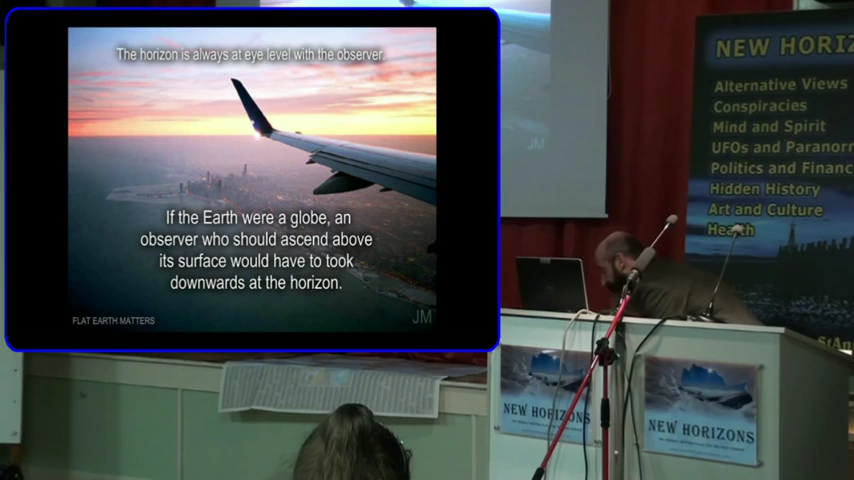 The horizon is always at eye level with the observer.
If the Earth were a globe, an
observer who should ascend above
its surface would have to took
downwards at the horizon.
FLAT EARTH MATTERS
JM
JM
NEW HORIZ
Alternative Views
Conspiracies
Mind and Spirit
UFOs and Paranorr
Politics and Financ
Hidden History
Art and Culture
Health
StAn
NEW HORIZONS
NEW HORIZONS